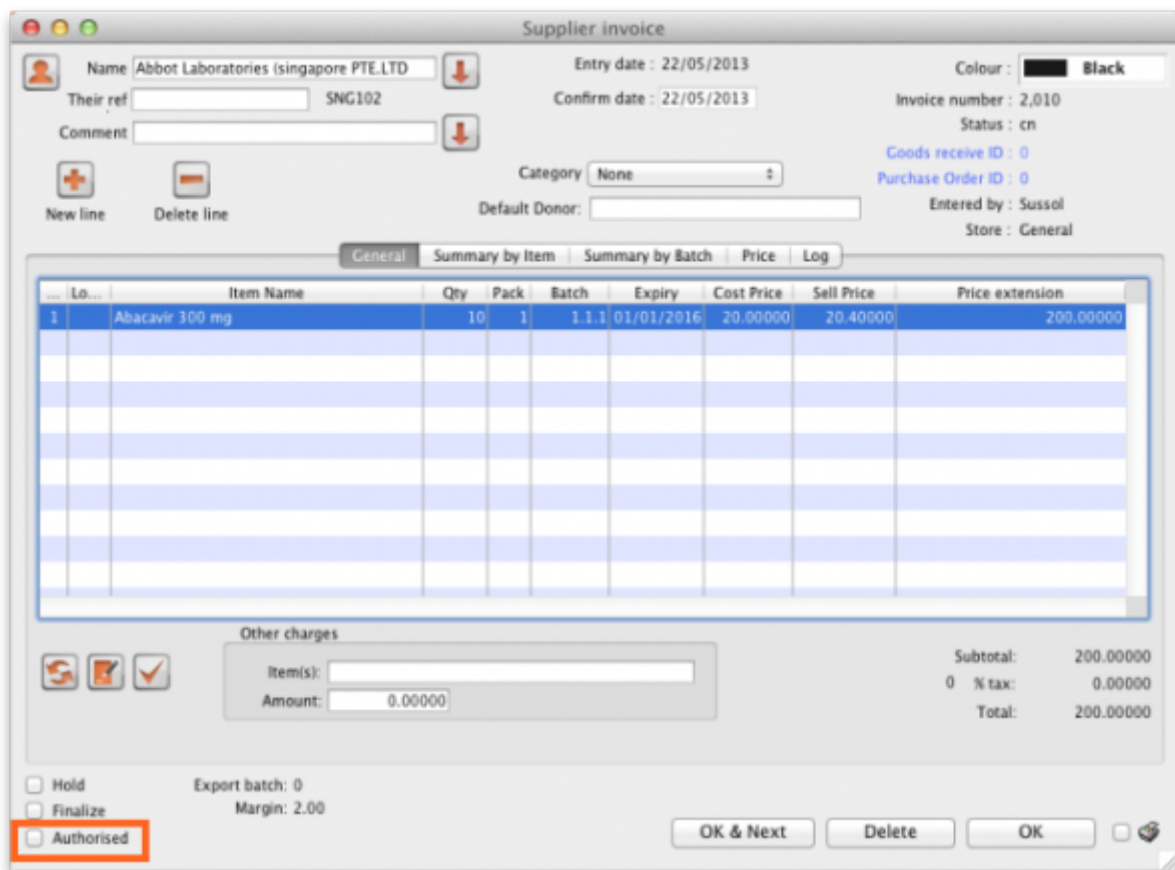 Supplier invoice
Name Abbot Laboratories (singapore PTE.LTD
Entry date : 22/05/2013
Colour : Black
Their ref SNG102
Confirm date : 22/05/2013
Invoice number : 2,010
Comment
Status : cn
Goods receive ID : 0
Category None
Purchase Order ID : 0
New line Delete line
Default Donor:
Entered by : Sussol
Store : General
General Summary by Item Summary by Batch Price Log
... Lo... Item Name Qty Pack Batch Expiry Cost Price Sell Price Price extension
1 Abacavir 300 mg 10 1 1.1.1 01/01/2016 20.00000 20.40000 200.00000
Other charges
Item(s):
Amount: 0.00000
Subtotal: 200.00000
0 % tax: 0.00000
Total: 200.00000
Hold Export batch: 0
Finalize Margin: 2.00
Authorised
OK & Next Delete OK